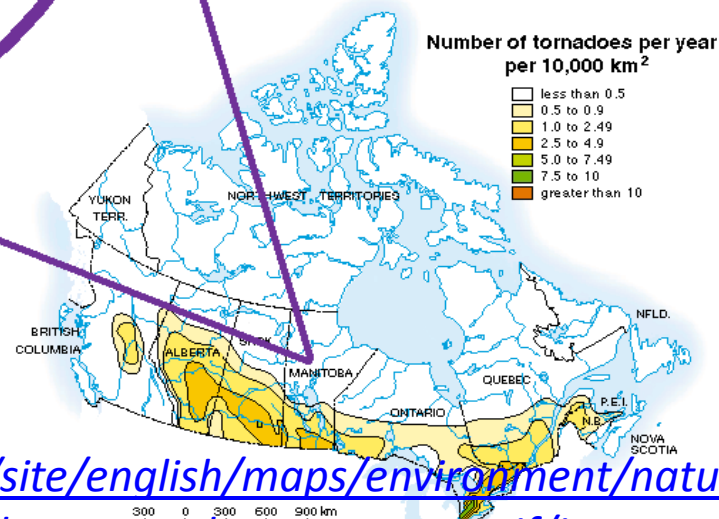 Number of tornadoes per year
per 10,000 km2
less than 0.5
0.5 to 0.9
1.0 to 2.49
2.5 to 4.9
5.0 to 7.49
7.5 to 10
greater than 10
YUKON
TERR.
NORTHWEST TERRITORIES
BRITISH
COLUMBIA
ALBERTA
SASK.
MANITOBA
ONTARIO
QUEBEC
NFLD.
P.E.I.
N.B.
NOVA
SCOTIA
/site/english/maps/environment/natu
300 0 300 600 900 km